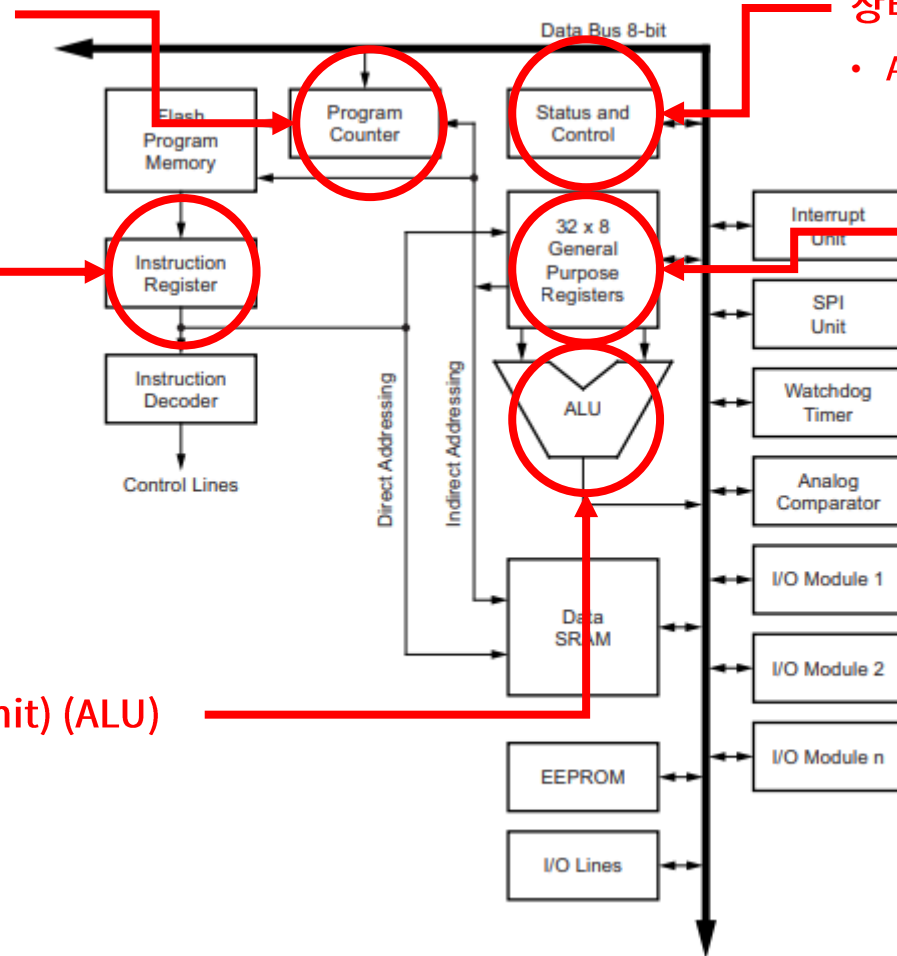 Data Bus 8-bit
• A
Flash
Program
Memory
Program
Counter
Status and
Control
32 x 8
General
Purpose
Registers
Interrupt
Unit
Instruction
Register
SPI
Unit
Instruction
Decoder
ALU
Watchdog
Timer
Control Lines
Direct Addressing
Indirect Addressing
Analog
Comparator
I/O Module 1
Data
SRAM
I/O Module 2
nit) (ALU)
I/O Module n
EEPROM
I/O Lines